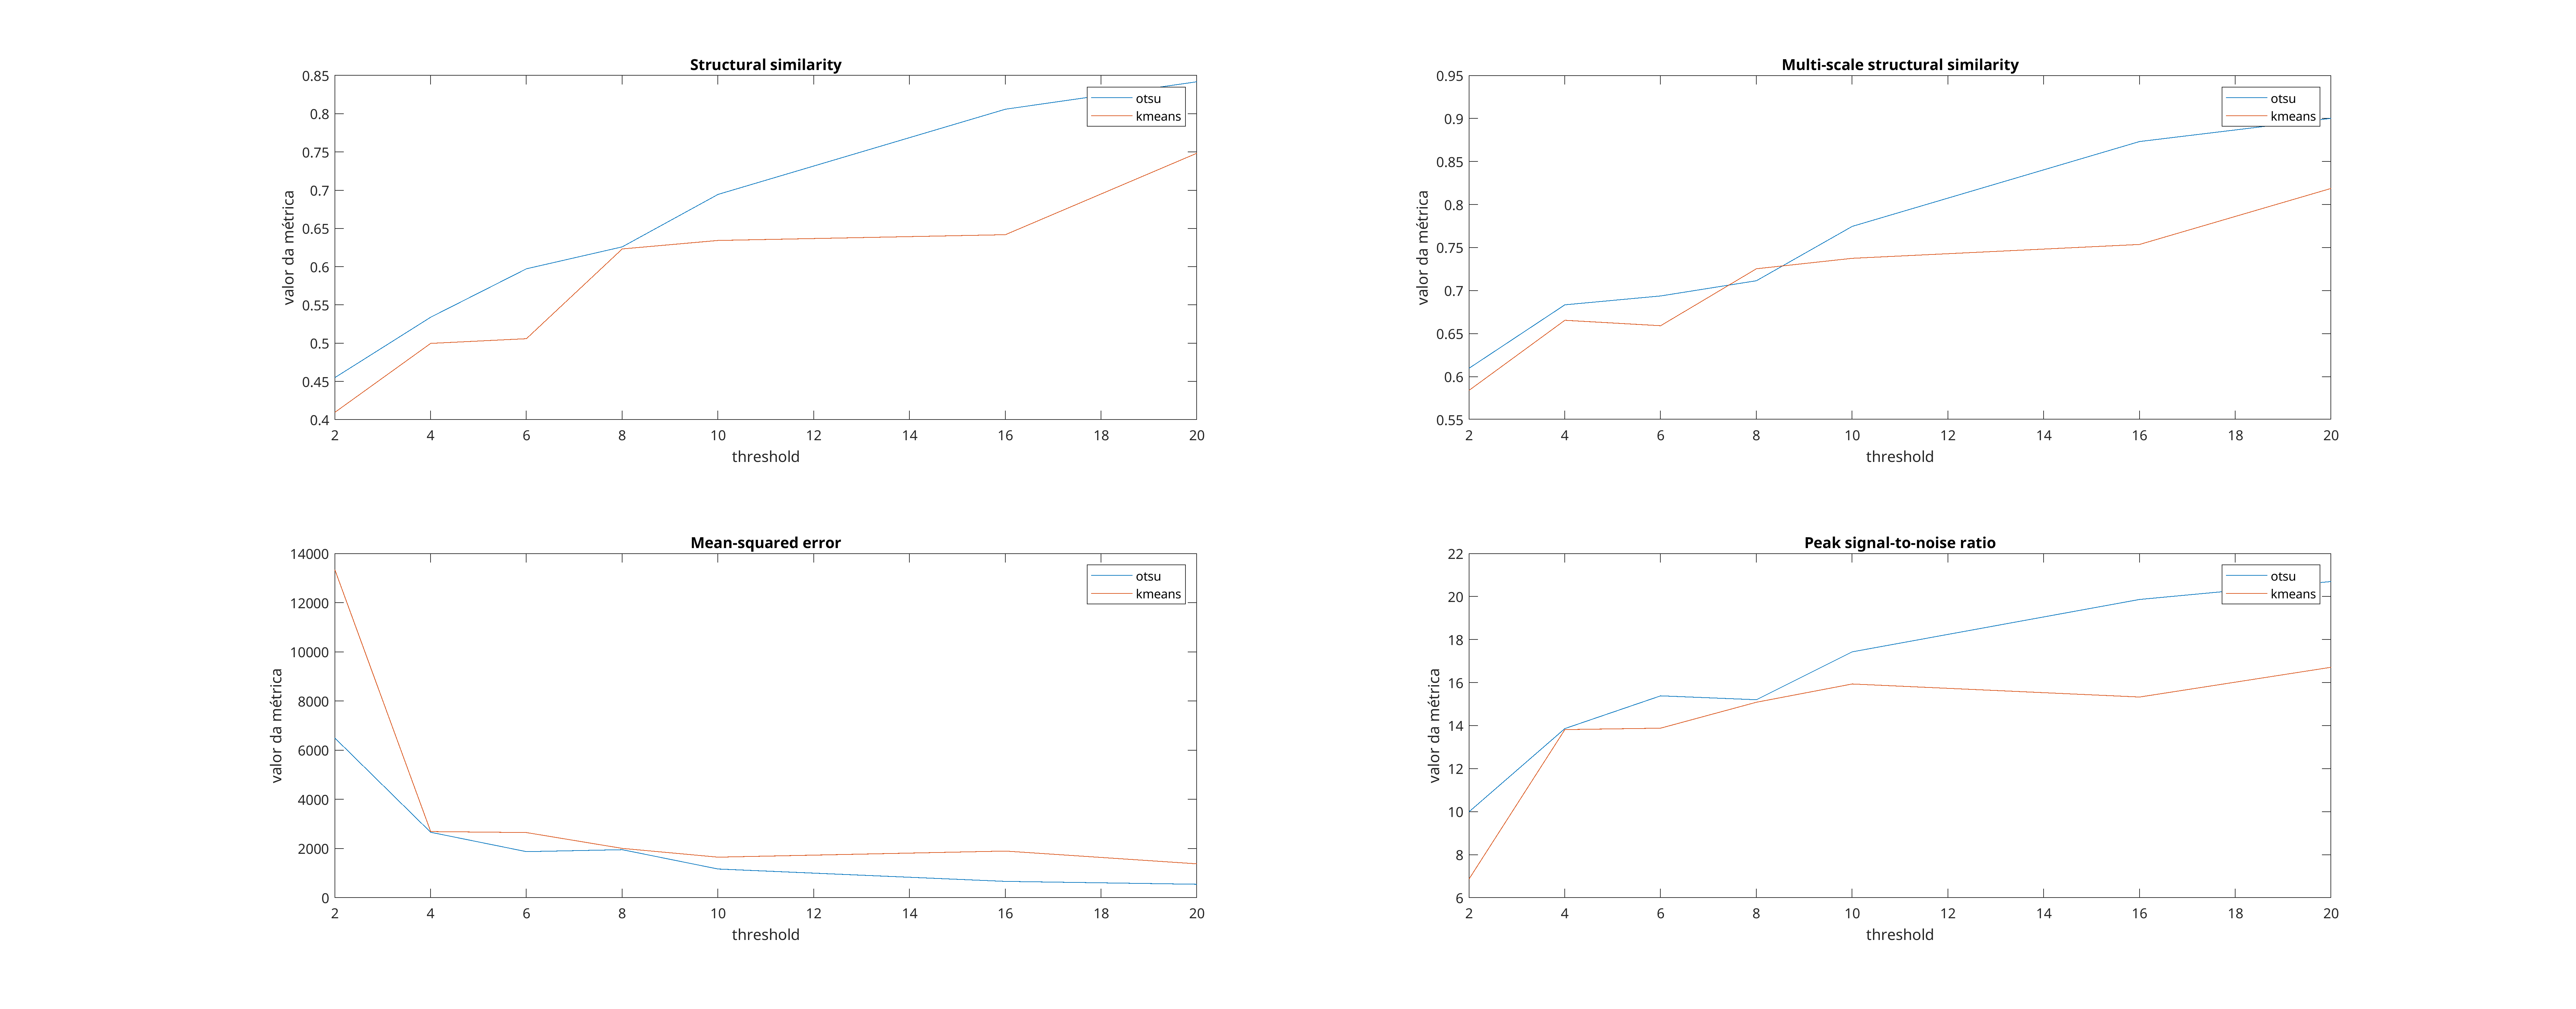 Structural similarity
0.85
0.8
0.75
0.7
0.65
0.6
0.55
0.5
0.45
0.4
valor da métrica
otsu
kmeans
2 4 6 8 10 12 14 16 18 20
threshold
Multi-scale structural similarity
0.95
0.9
0.85
0.8
0.75
0.7
0.65
0.6
0.55
valor da métrica
otsu
kmeans
2 4 6 8 10 12 14 16 18 20
threshold
Mean-squared error
14000
12000
10000
8000
6000
4000
2000
0
valor da métrica
otsu
kmeans
2 4 6 8 10 12 14 16 18 20
threshold
Peak signal-to-noise ratio
22
20
18
16
14
12
10
8
6
valor da métrica
otsu
kmeans
2 4 6 8 10 12 14 16 18 20
threshold